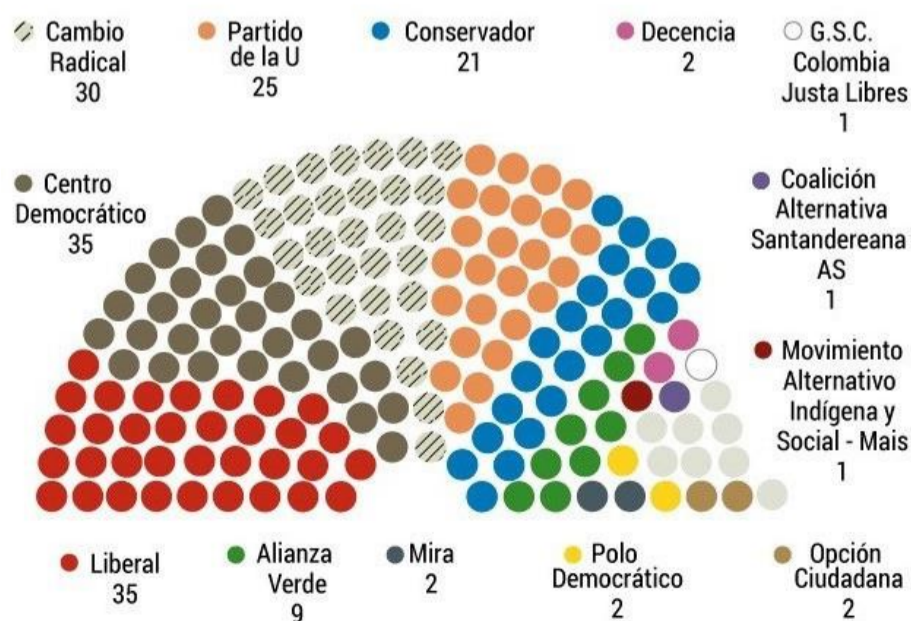 Cambio
Radical
30
Partido
de la U
25
Conservador
21
Decencia
2
G.S.C.
Colombia
Justa Libres
1
Centro
Democrático
35
Coalición
Alternativa
Santandereana
AS
1
Movimiento
Alternativo
Indígena y
Social - Mais
1
Liberal
35
Alianza
Verde
9
Mira
2
Polo
Democrático
2
Opción
Ciudadana
2